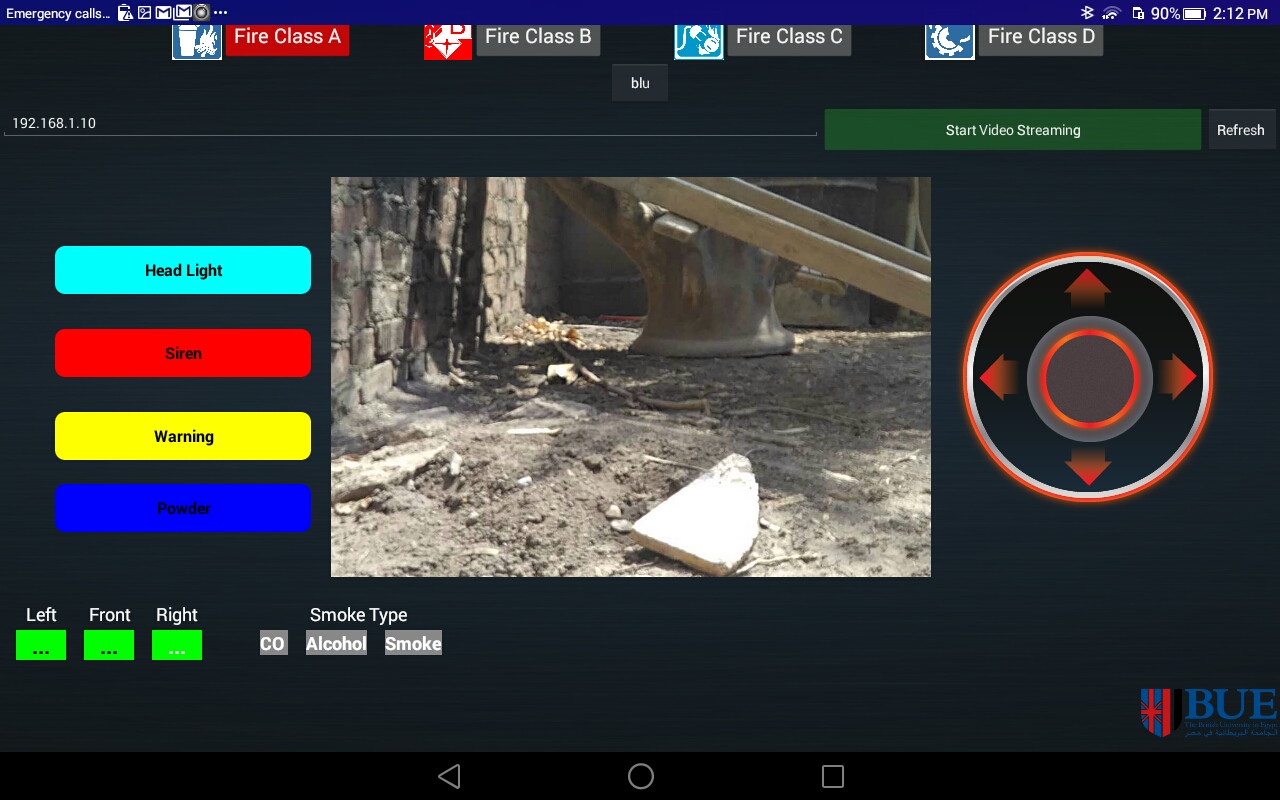 Emergency calls... 90% 2:12 PM
Fire Class A Fire Class B Fire Class C Fire Class D
blu
192.168.1.10 Start Video Streaming Refresh
Head Light
Siren
Warning
Powder
Left Front Right Smoke Type
... ... ... CO Alcohol Smoke
BUE
The British University in Egypt
الجامعة البريطانية في مصر